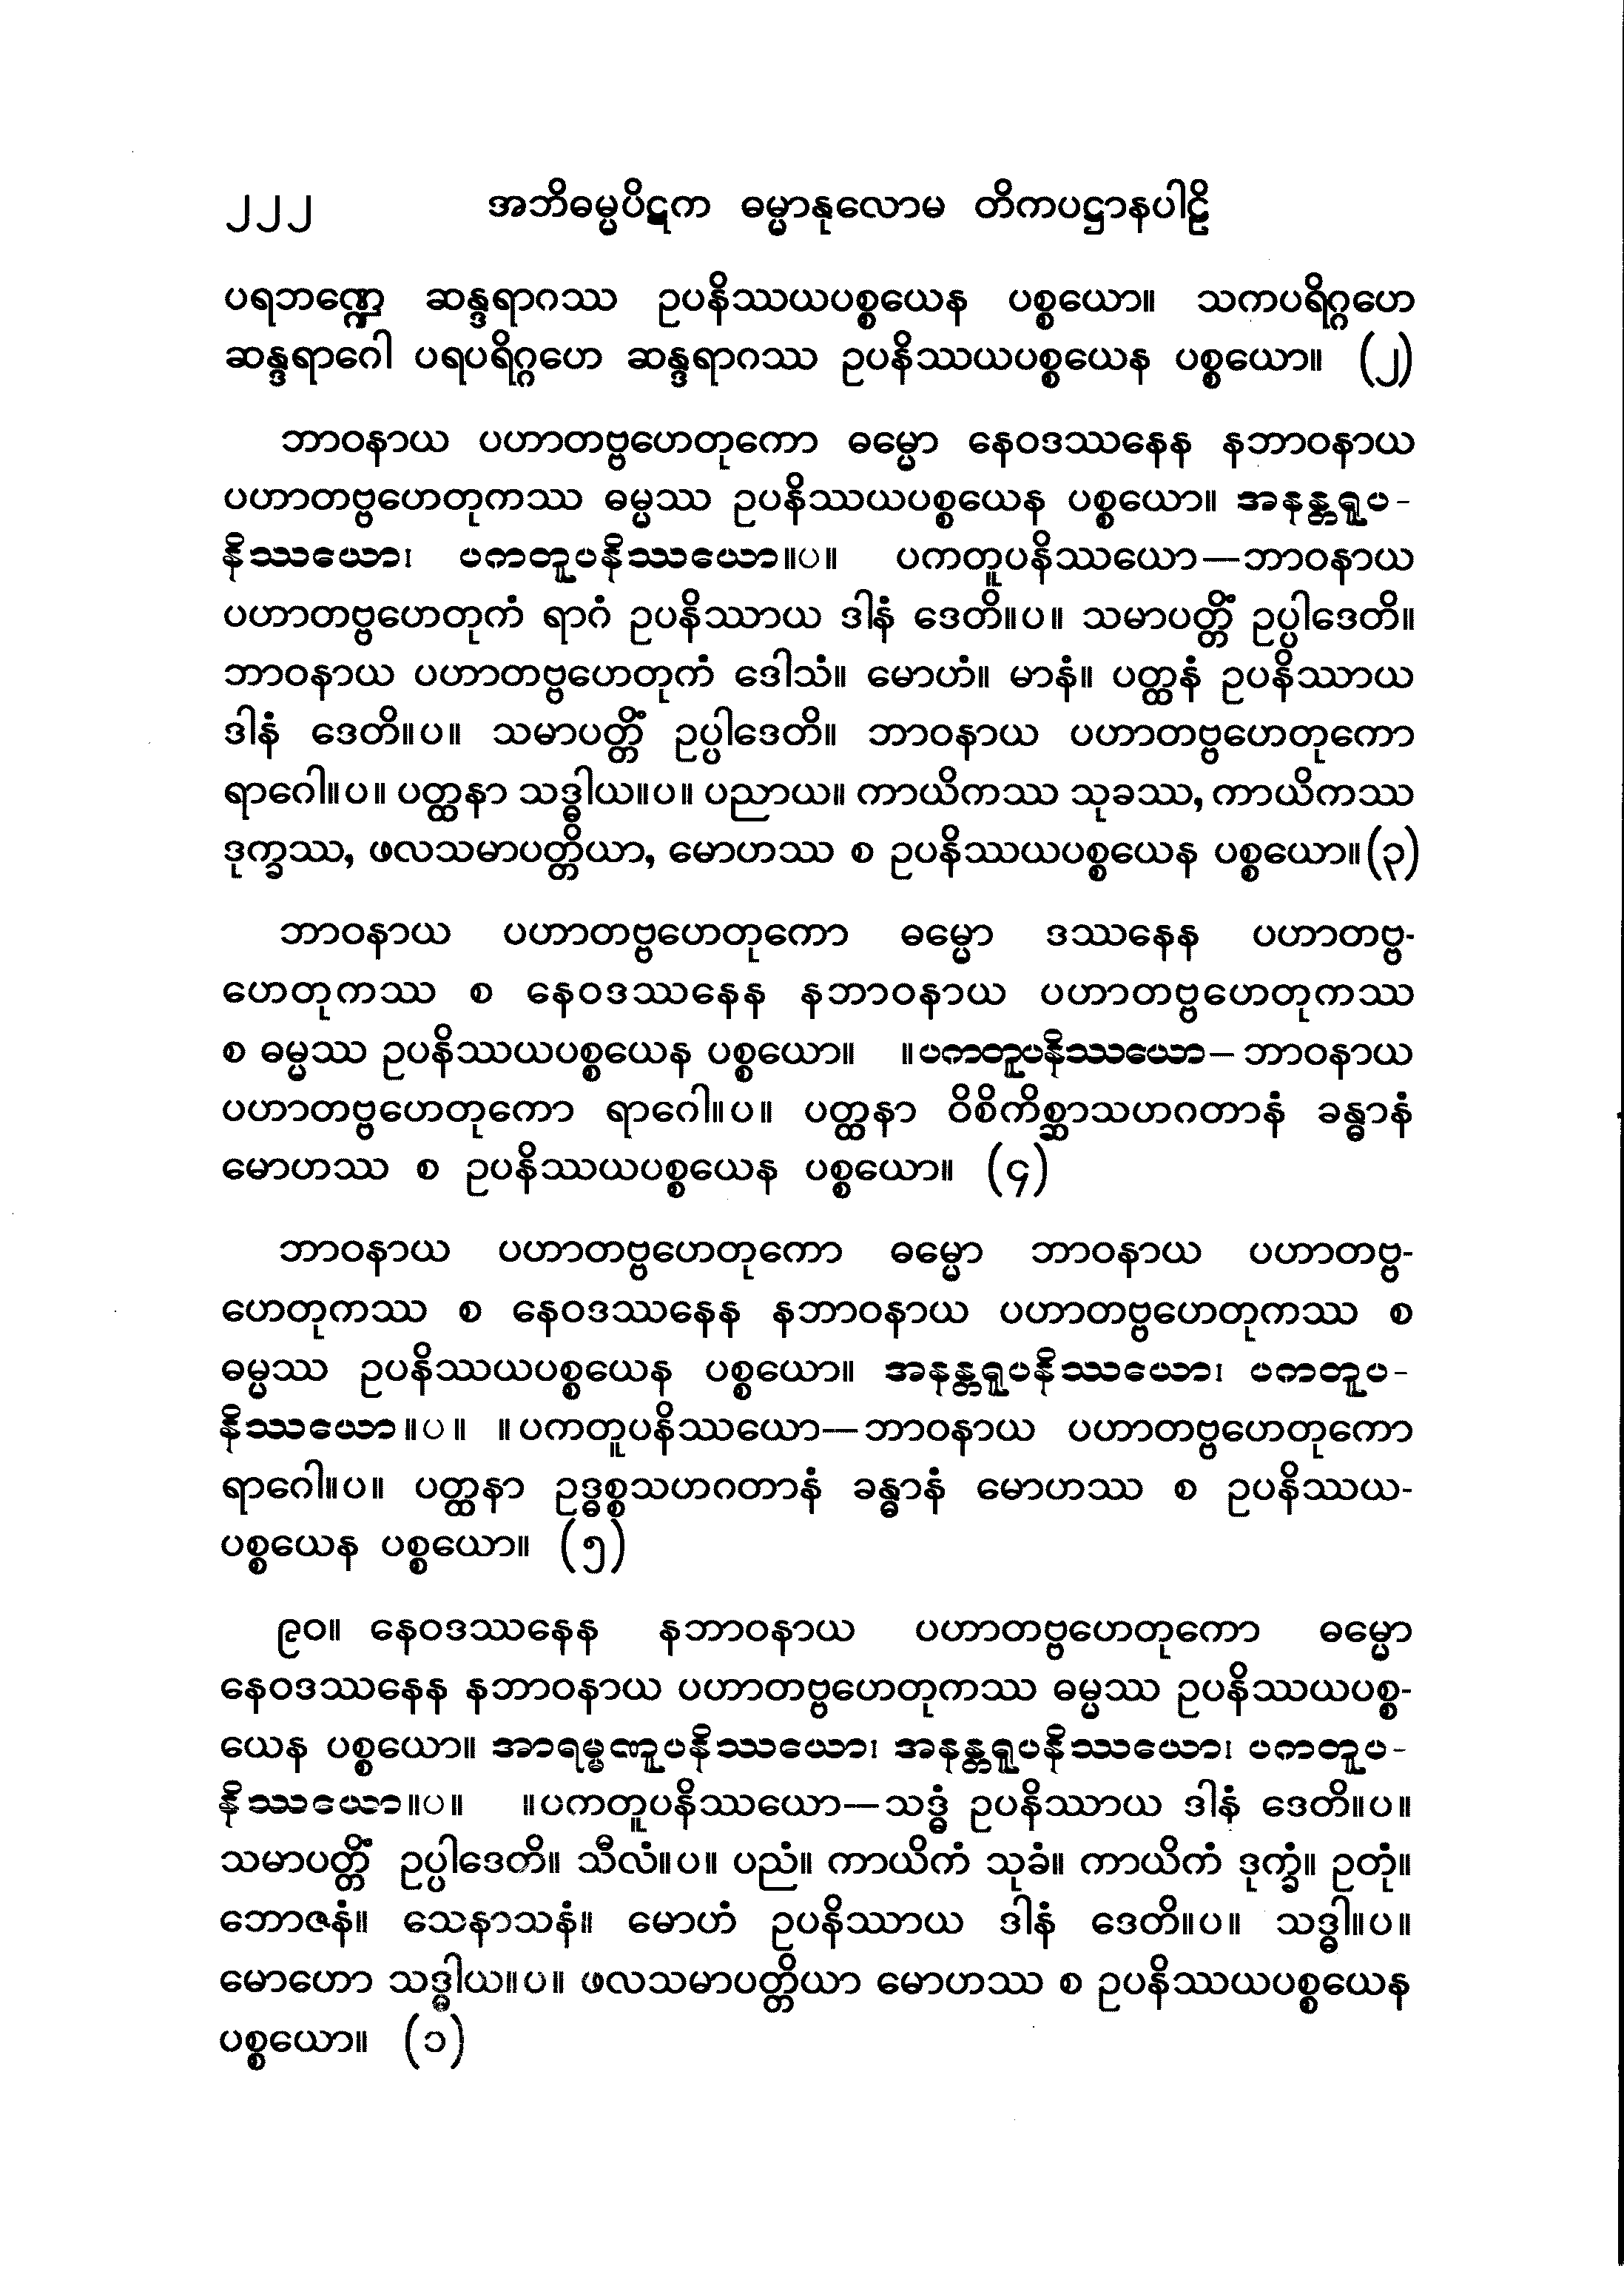 ၂၂၂ အဘိဓမ္မပိဋက ဓမ္မာနုလောမ တိကပဋ္ဌာနပါဠိ
ပရဘဏ္ဍေ ဆန္ဒရာဂဿ ဥပနိဿယပစ္စယေန ပစ္စယော။ သကပရိဂ္ဂဟေ
ဆန္ဒရာဂေါ ပရပရိဂ္ဂဟေ ဆန္ဒရာဂဿ ဥပနိဿယပစ္စယေန ပစ္စယော။ (၂)
ဘာဝနာယ ပဟာတဗ္ဗဟေတုကော ဓမ္မော နေဝဒဿနေန နဘာဝနာယ
ပဟာတဗ္ဗဟေတုကဿ ဓမ္မဿ ဥပနိဿယပစ္စယေန ပစ္စယော။ အနန္တရူပ-
နိဿယော၊ ပကတူပနိဿယော။ပ။ ပကတူပနိဿယော—ဘာဝနာယ
ပဟာတဗ္ဗဟေတုကံ ရာဂံ ဥပနိဿာယ ဒါနံ ဒေတိ။ပ။ သမာပတ္တိံ ဥပ္ပါဒေတိ။
ဘာဝနာယ ပဟာတဗ္ဗဟေတုကံ ဒေါသံ။ မောဟံ။ မာနံ။ ပတ္ထနံ ဥပနိဿာယ
ဒါနံ ဒေတိ။ပ။ သမာပတ္တိံ ဥပ္ပါဒေတိ။ ဘာဝနာယ ပဟာတဗ္ဗဟေတုကော
ရာဂေါ။ပ။ ပတ္ထနာ သဒ္ဓါယ။ပ။ ပညာယ။ ကာယိကဿ သုခဿ, ကာယိကဿ
ဒုက္ခဿ, ဖလသမာပတ္တိယာ, မောဟဿ စ ဥပနိဿယပစ္စယေန ပစ္စယော။ (၃)
ဘာဝနာယ ပဟာတဗ္ဗဟေတုကော ဓမ္မော ဒဿနေန ပဟာတဗ္ဗ-
ဟေတုကဿ စ နေဝဒဿနေန နဘာဝနာယ ပဟာတဗ္ဗဟေတုကဿ
စ ဓမ္မဿ ဥပနိဿယပစ္စယေန ပစ္စယော။ ။ပကတူပနိဿယော—ဘာဝနာယ
ပဟာတဗ္ဗဟေတုကော ရာဂေါ။ပ။ ပတ္ထနာ ဝိစိကိစ္ဆာသဟဂတာနံ ခန္ဓာနံ
မောဟဿ စ ဥပနိဿယပစ္စယေန ပစ္စယော။ (၄)
ဘာဝနာယ ပဟာတဗ္ဗဟေတုကော ဓမ္မော ဘာဝနာယ ပဟာတဗ္ဗ-
ဟေတုကဿ စ နေဝဒဿနေန နဘာဝနာယ ပဟာတဗ္ဗဟေတုကဿ စ
ဓမ္မဿ ဥပနိဿယပစ္စယေန ပစ္စယော။ အနန္တရူပနိဿယော၊ ပကတူပ-
နိဿယော။ပ။ ။ပကတူပနိဿယော—ဘာဝနာယ ပဟာတဗ္ဗဟေတုကော
ရာဂေါ။ပ။ ပတ္ထနာ ဥဒ္ဓစ္စသဟဂတာနံ ခန္ဓာနံ မောဟဿ စ ဥပနိဿယ-
ပစ္စယေန ပစ္စယော။ (၅)
၉၀။ နေဝဒဿနေန နဘာဝနာယ ပဟာတဗ္ဗဟေတုကော ဓမ္မော
နေဝဒဿနေန နဘာဝနာယ ပဟာတဗ္ဗဟေတုကဿ ဓမ္မဿ ဥပနိဿယပစ္စ-
ယေန ပစ္စယော။ အာရမ္မဏူပနိဿယော၊ အနန္တရူပနိဿယော၊ ပကတူပ-
နိဿယော။ပ။ ။ပကတူပနိဿယော—သဒ္ဓံ ဥပနိဿာယ ဒါနံ ဒေတိ။ပ။
သမာပတ္တိံ ဥပ္ပါဒေတိ။ သီလံ။ပ။ ပညံ။ ကာယိကံ သုခံ။ ကာယိကံ ဒုက္ခံ။ ဥတုံ။
ဘောဇနံ။ သေနာသနံ။ မောဟံ ဥပနိဿာယ ဒါနံ ဒေတိ။ပ။ သဒ္ဓါ။ပ။
မောဟော သဒ္ဓါယ။ပ။ ဖလသမာပတ္တိယာ မောဟဿ စ ဥပနိဿယပစ္စယေန
ပစ္စယော။ (၁)